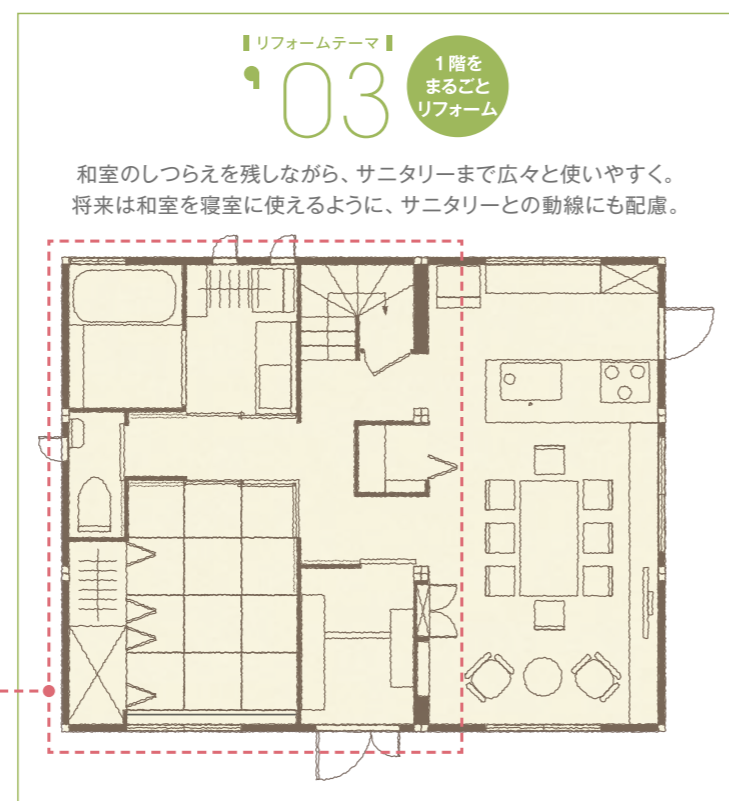 リフォームテーマ
'03
1階を
まるごと
リフォーム
和室のしつらえを残しながら、サニタリーまで広々と使いやすく。
将来は和室を寝室に使えるように、サニタリーとの動線にも配慮。